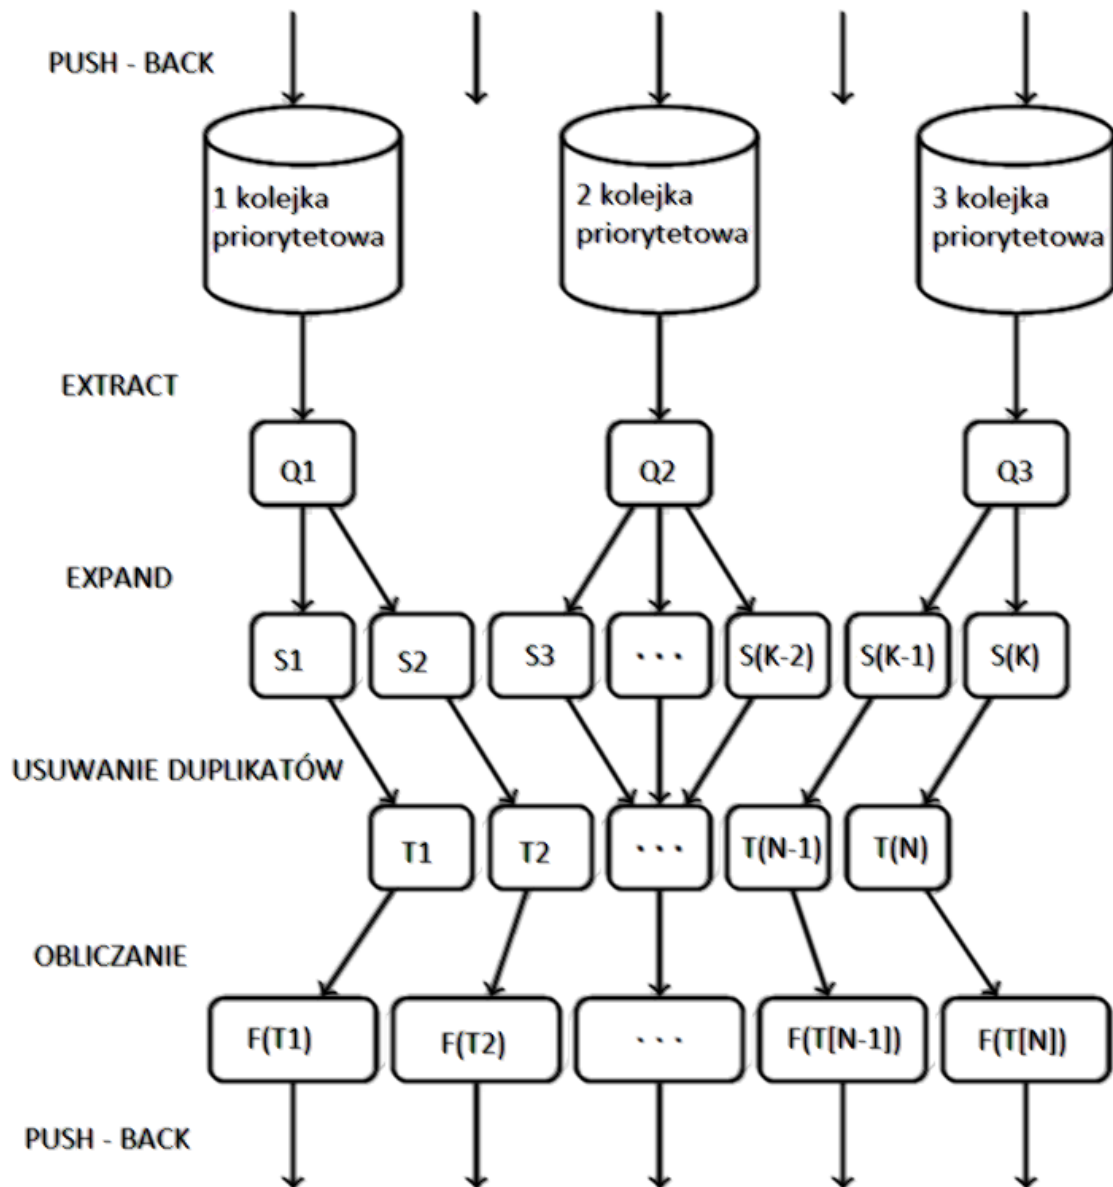 PUSH - BACK
1 kolejka
priorytetowa
2 kolejka
priorytetowa
3 kolejka
priorytetowa
EXTRACT
Q1
Q2
Q3
EXPAND
S1
S2
S3
...
S(K-2)
S(K-1)
S(K)
USUWANIE DUPLIKATÓW
T1
T2
...
T(N-1)
T(N)
OBLICZANIE
F(T1)
F(T2)
...
F(T[N-1])
F(T[N])
PUSH - BACK